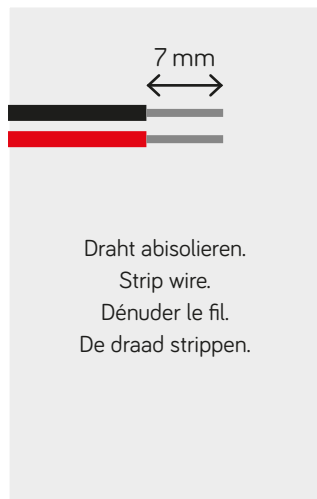 7 mm
Draht abisolieren.
Strip wire.
Dénuder le fil.
De draad strippen.